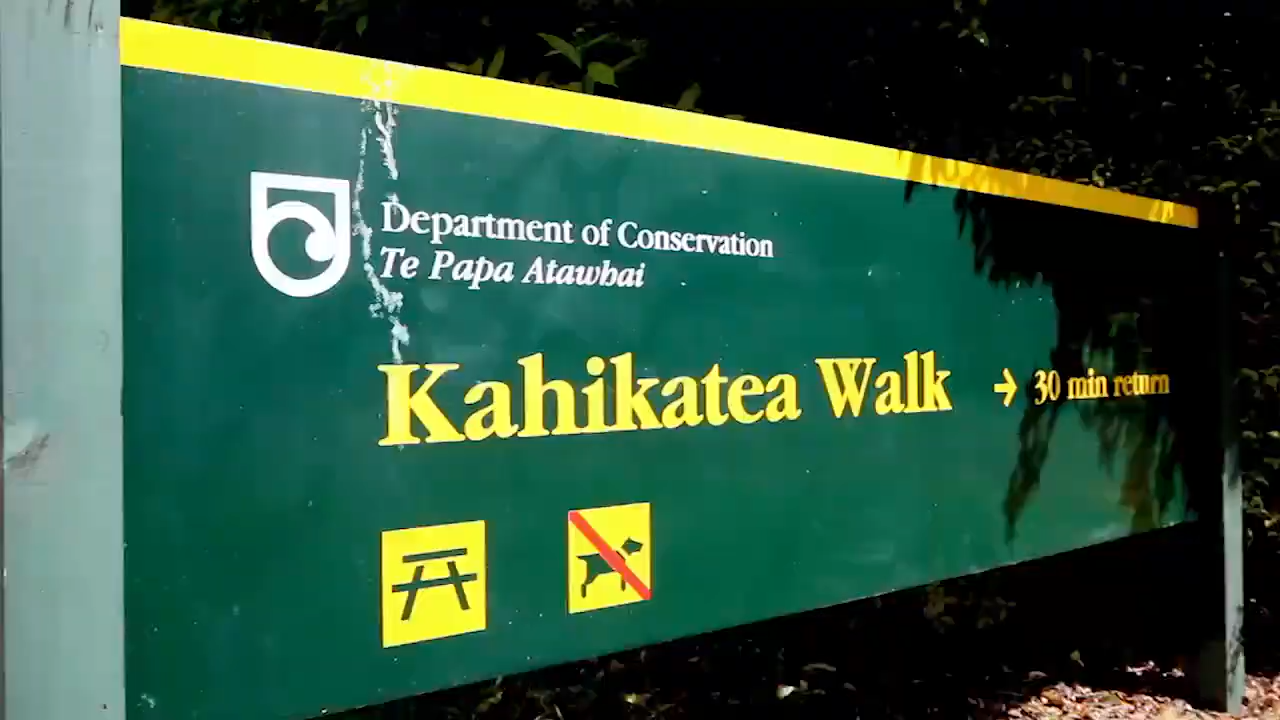 Department of Conservation
Te Papa Atawhai
Kahikatea Walk → 30 min return